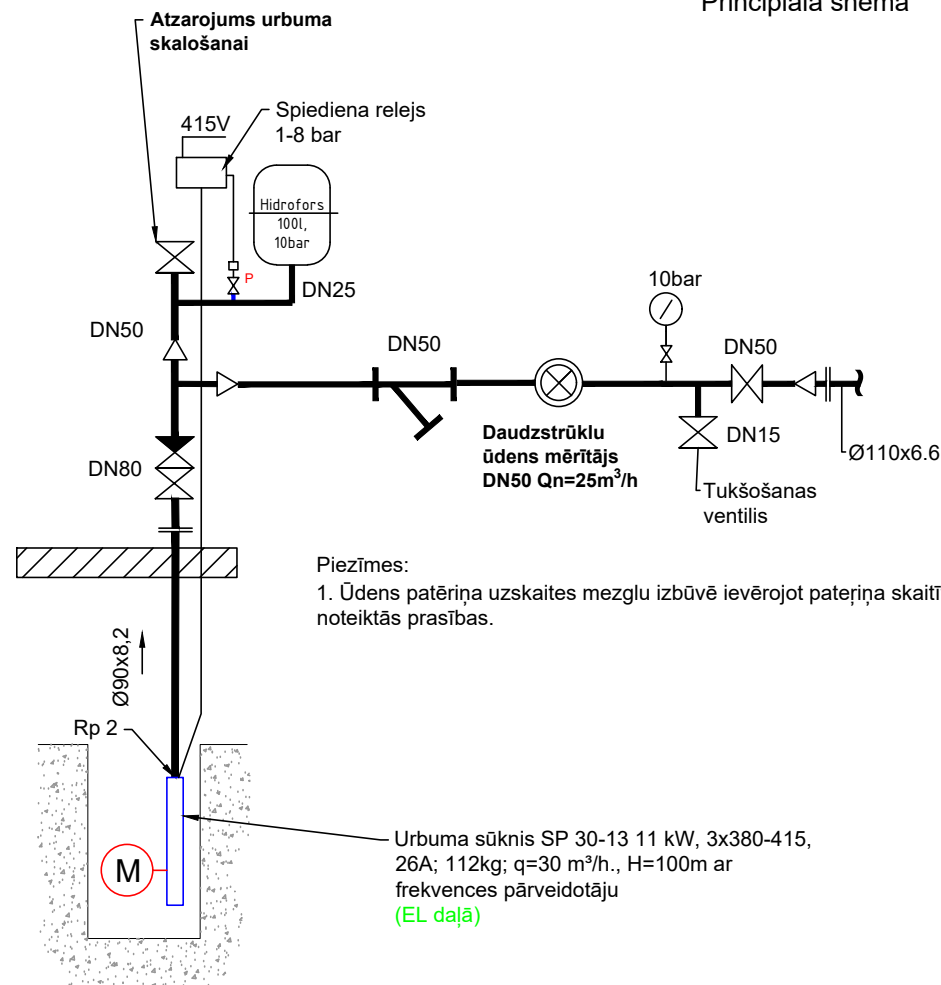 Principiālā shēma
Atzarojums urbuma
skalošanai
Spiediena relejs
1-8 bar
415V
Hidrofors
100l,
10bar
P
DN25
10bar
DN50
DN50
DN50
Daudzstrūklu
ūdens mērītājs
DN50 Qn=25m³/h
DN15
Ø110x6.6
DN80
Tukšošanas
ventilis
Piezīmes:
1. Ūdens patēriņa uzskaites mezglu izbūvē ievērojot pateŗiņa skaitī
noteiktās prasības.
Ø90x8,2
Rp 2
M
Urbuma sūknis SP 30-13 11 kW, 3x380-415,
26A; 112kg; q=30 m³/h., H=100m ar
frekvences pārveidotāju
(EL daļā)